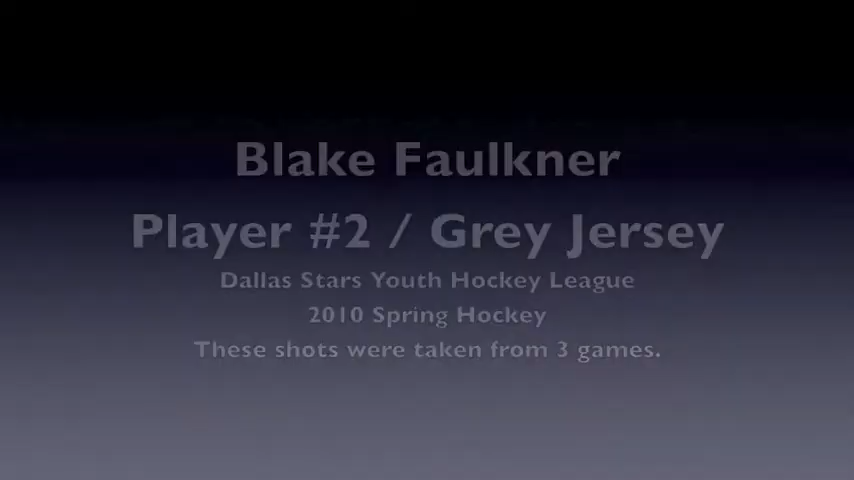 Blake Faulkner
Player #2 / Grey Jersey
Dallas Stars Youth Hockey League
2010 Spring Hockey
These shots were taken from 3 games.